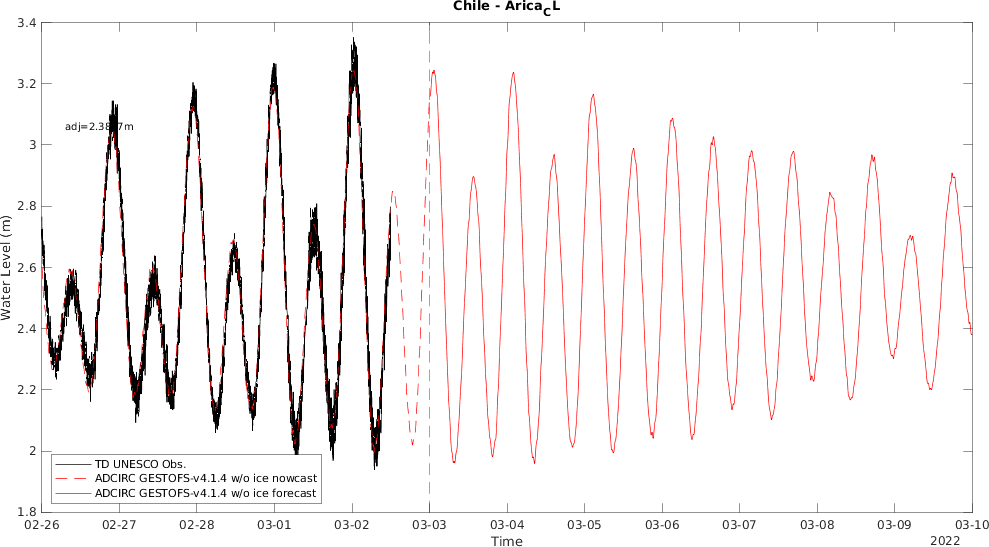 Chile - Arica_CL
3.4
3.2
3
2.8
2.6
2.4
2.2
2
1.8
Water Level (m)
TD UNESCO Obs.
ADCIRC GESTOFS-v4.1.4 w/o ice nowcast
ADCIRC GESTOFS-v4.1.4 w/o ice forecast
02-26 02-27 02-28 03-01 03-02 03-03 03-04 03-05 03-06 03-07 03-08 03-09 03-10
Time
2022